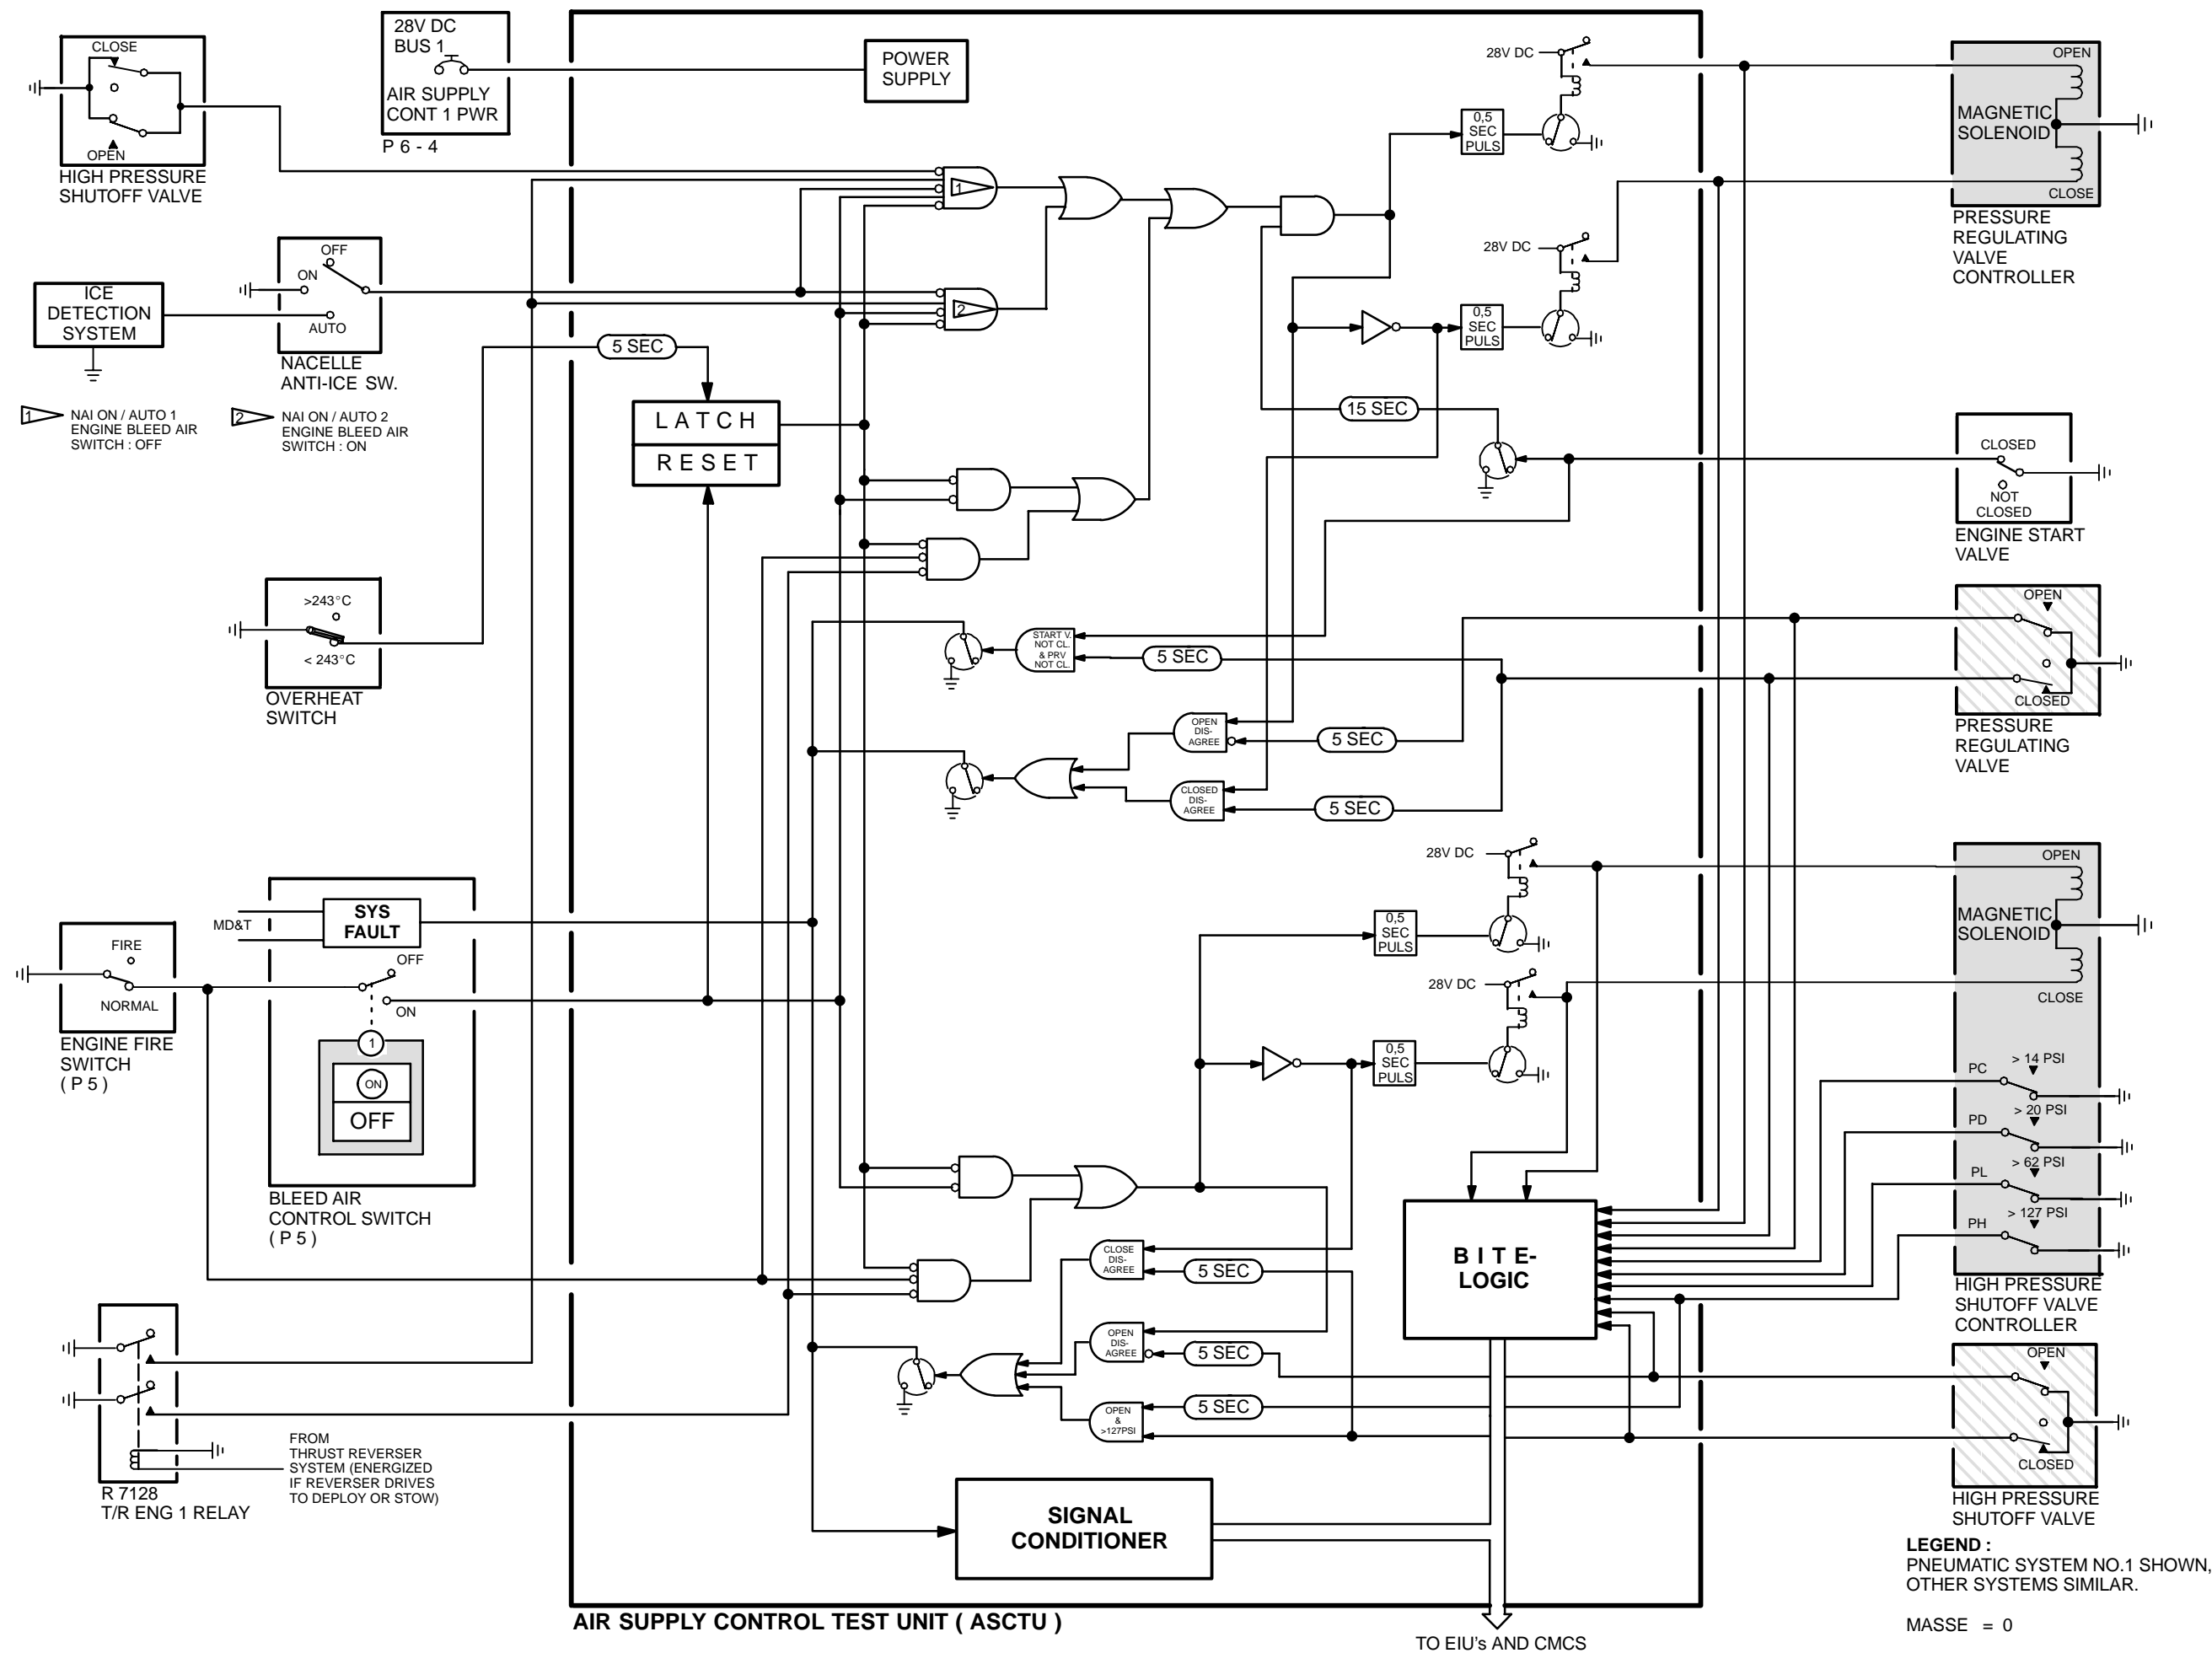 CLOSE
OPEN
HIGH PRESSURE
SHUTOFF VALVE
28V DC
BUS 1
AIR SUPPLY
CONT 1 PWR
P 6 - 4
POWER
SUPPLY
OFF
ON
AUTO
NACELLE
ANTI-ICE SW.
ICE
DETECTION
SYSTEM
1
NAI ON / AUTO 1
ENGINE BLEED AIR
SWITCH : OFF
2
NAI ON / AUTO 2
ENGINE BLEED AIR
SWITCH : ON
5 SEC
LATCH
RESET
1
2
28V DC
0,5
SEC
PULS
28V DC
0,5
SEC
PULS
15 SEC
OPEN
MAGNETIC
SOLENOID
CLOSE
PRESSURE
REGULATING
VALVE
CONTROLLER
CLOSED
NOT
CLOSED
ENGINE START
VALVE
>243°C
< 243°C
OVERHEAT
SWITCH
START V.
NOT CL.
& PRV
NOT CL.
5 SEC
OPEN
DIS-
AGREE
5 SEC
CLOSED
DIS-
AGREE
5 SEC
OPEN
CLOSED
PRESSURE
REGULATING
VALVE
MD&T
SYS
FAULT
OFF
ON
1
ON
OFF
BLEED AIR
CONTROL SWITCH
( P 5 )
FIRE
NORMAL
ENGINE FIRE
SWITCH
( P 5 )
28V DC
0,5
SEC
PULS
28V DC
0,5
SEC
PULS
OPEN
MAGNETIC
SOLENOID
CLOSE
PC
> 14 PSI
PD
> 20 PSI
PL
> 62 PSI
PH
> 127 PSI
HIGH PRESSURE
SHUTOFF VALVE
CONTROLLER
BITE-
LOGIC
CLOSE
DIS-
AGREE
5 SEC
OPEN
DIS-
AGREE
5 SEC
OPEN
&
>127PSI
5 SEC
OPEN
CLOSED
HIGH PRESSURE
SHUTOFF VALVE
FROM
THRUST REVERSER
SYSTEM (ENERGIZED
IF REVERSER DRIVES
TO DEPLOY OR STOW)
R 7128
T/R ENG 1 RELAY
SIGNAL
CONDITIONER
AIR SUPPLY CONTROL TEST UNIT ( ASCTU )
TO EIU's AND CMCS
LEGEND :
PNEUMATIC SYSTEM NO.1 SHOWN,
OTHER SYSTEMS SIMILAR.
MASSE = 0